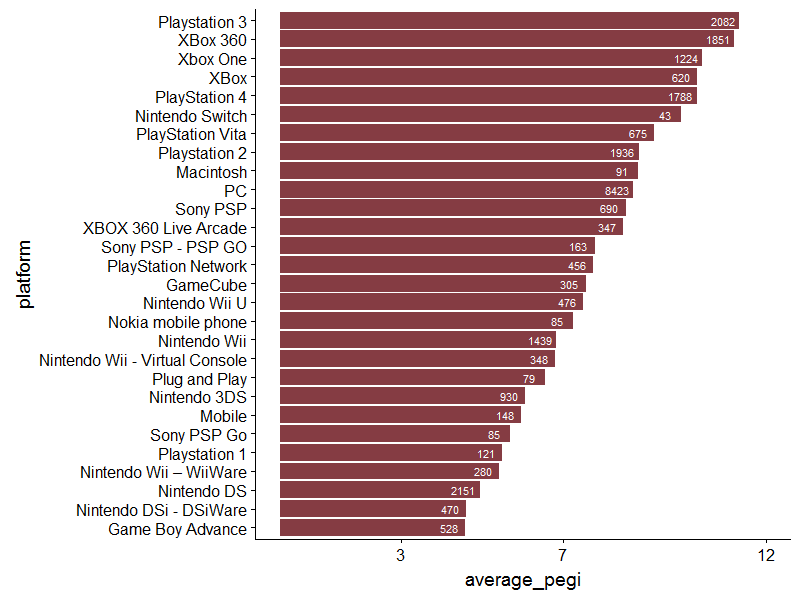 Playstation 3 2082
XBox 360 1851
Xbox One 1224
XBox 620
PlayStation 4 1788
Nintendo Switch 43
PlayStation Vita 675
Playstation 2 1936
Macintosh 91
PC 8423
Sony PSP 690
XBOX 360 Live Arcade 347
Sony PSP - PSP GO 163
PlayStation Network 456
GameCube 305
Nintendo Wii U 476
Nokia mobile phone 85
Nintendo Wii 1439
Nintendo Wii - Virtual Console 348
Plug and Play 79
Nintendo 3DS 930
Mobile 148
Sony PSP Go 85
Playstation 1 121
Nintendo Wii – WiiWare 280
Nintendo DS 2151
Nintendo DSi - DSiWare 470
Game Boy Advance 528
platform
3 7 12
average_pegi